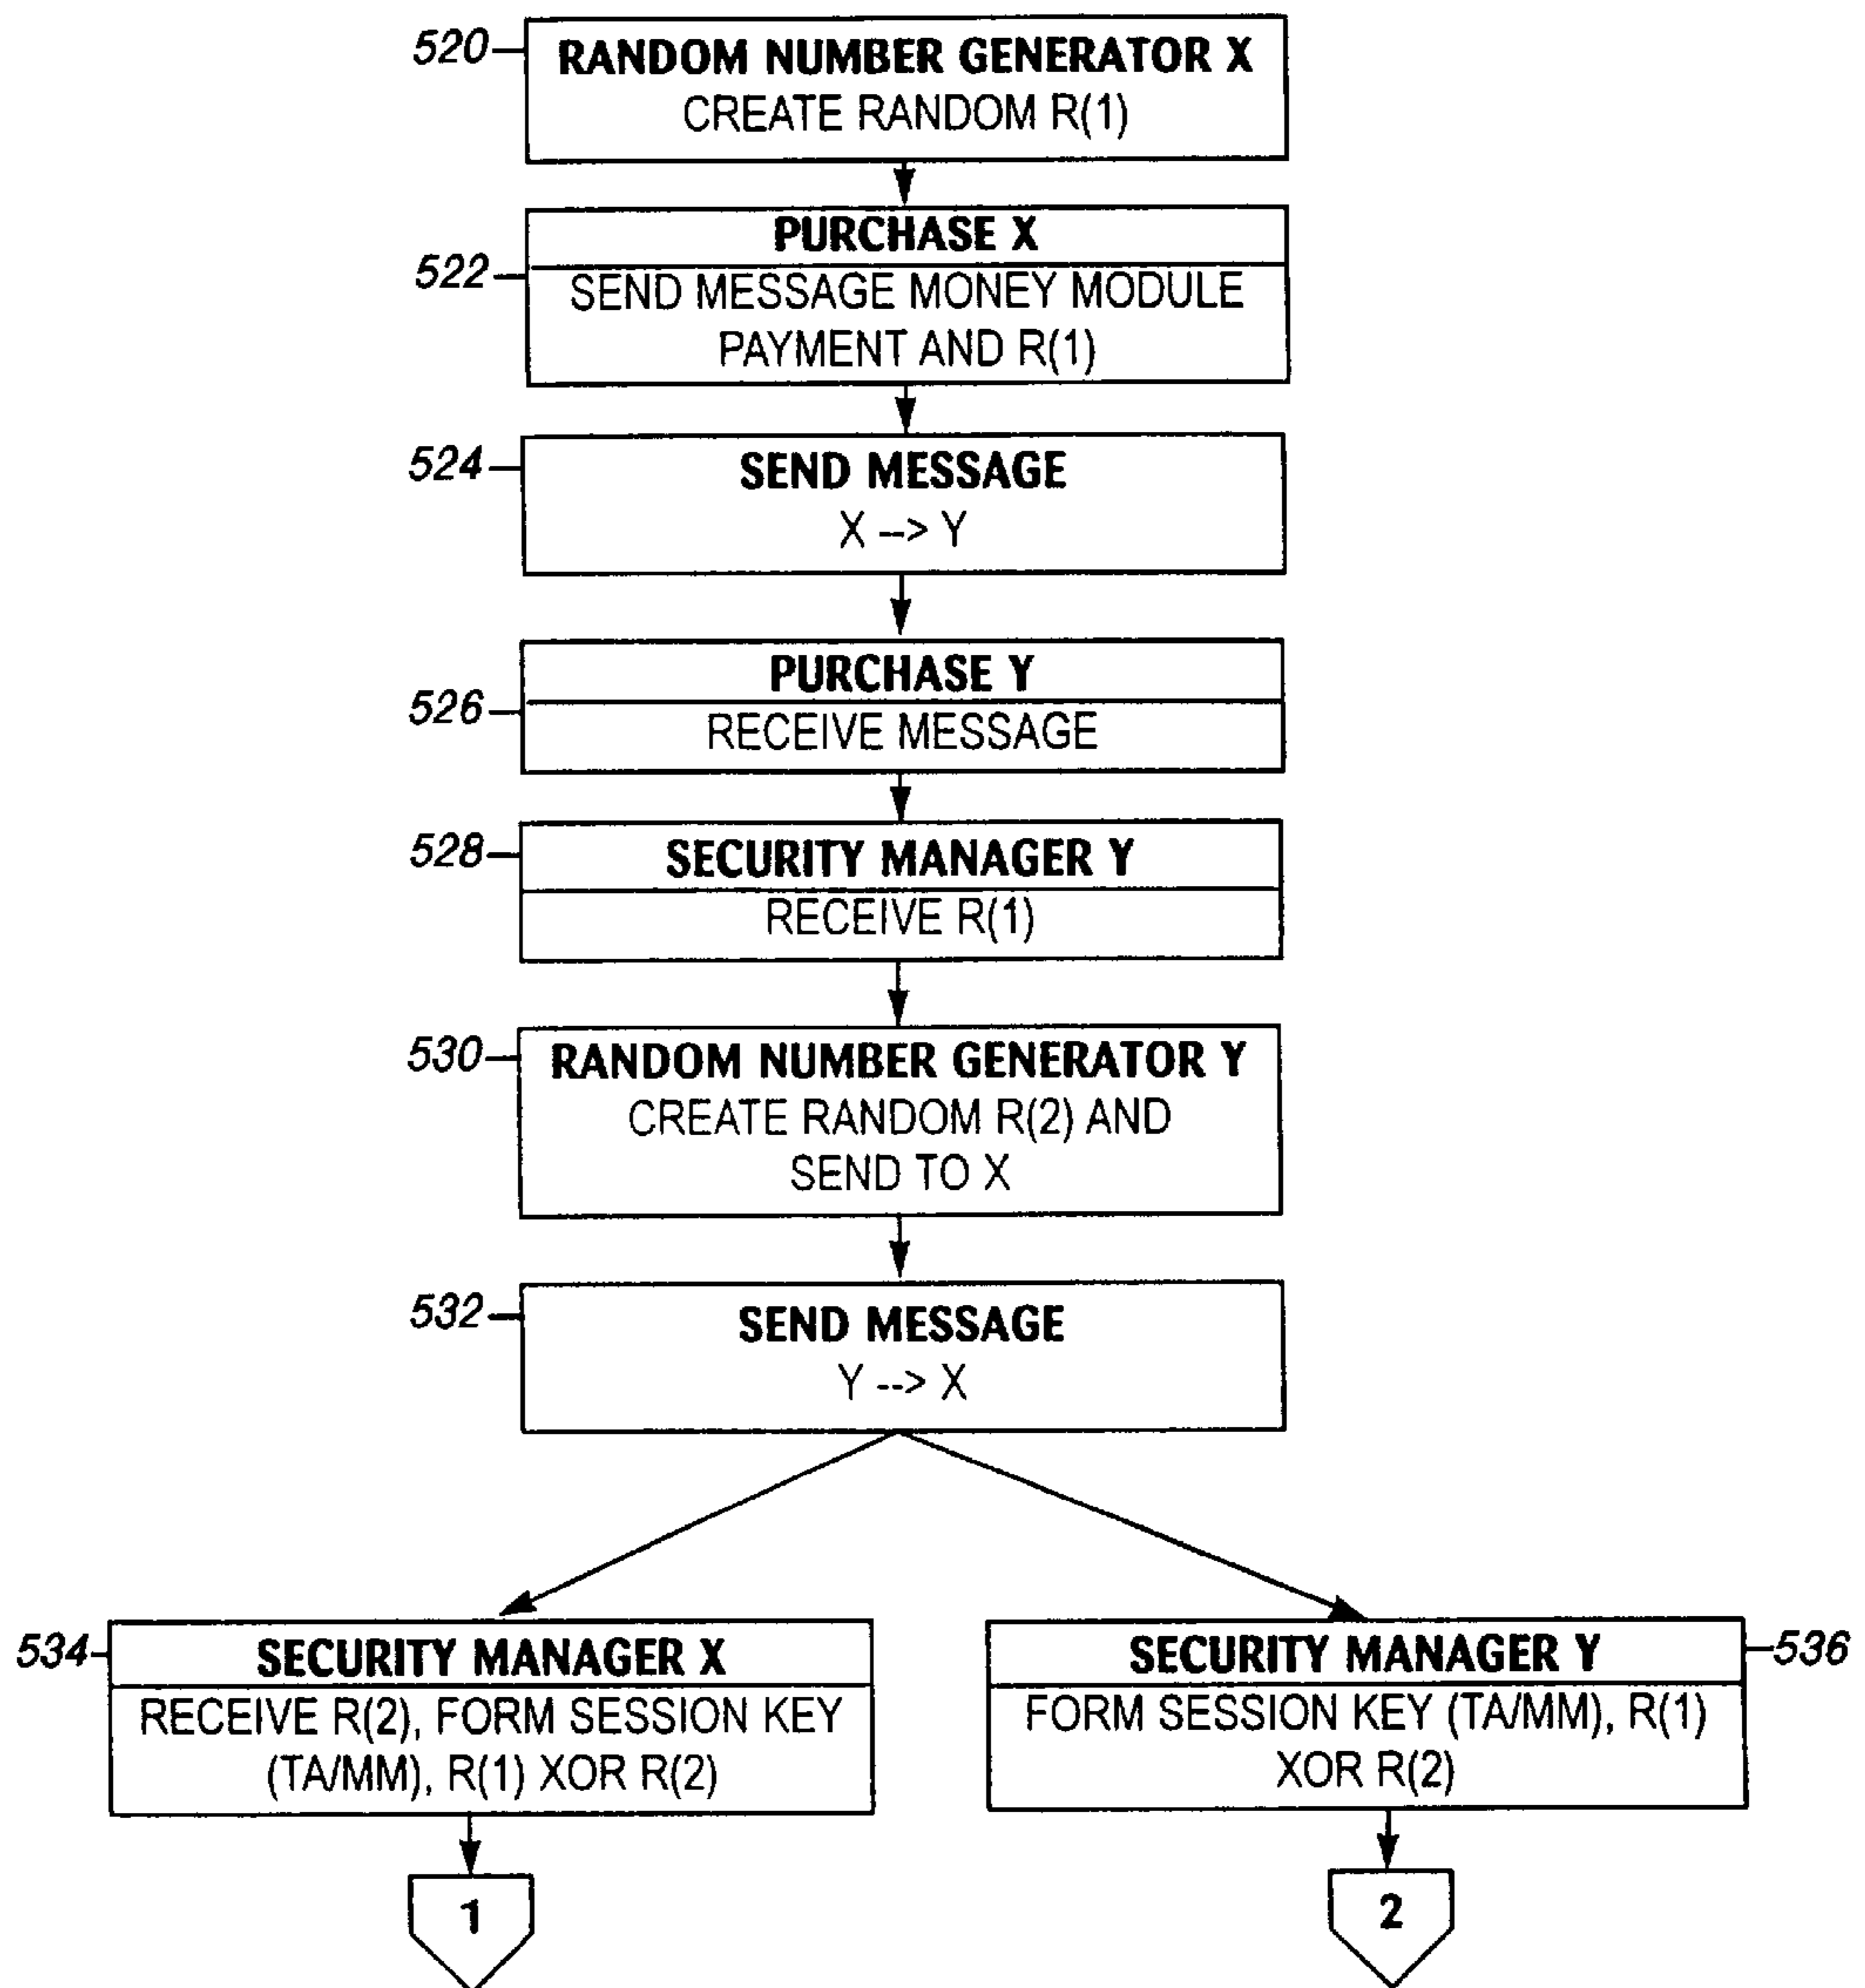 520
RANDOM NUMBER GENERATOR X
CREATE RANDOM R(1)
PURCHASE X
522
SEND MESSAGE MONEY MODULE
PAYMENT AND R(1)
524
SEND MESSAGE
X --> Y
PURCHASE Y
526
RECEIVE MESSAGE
528
SECURITY MANAGER Y
RECEIVE R(1)
530
RANDOM NUMBER GENERATOR Y
CREATE RANDOM R(2) AND
SEND TO X
532
SEND MESSAGE
Y --> X
534
SECURITY MANAGER X
RECEIVE R(2), FORM SESSION KEY
(TA/MM), R(1) XOR R(2)
1
SECURITY MANAGER Y
536
FORM SESSION KEY (TA/MM), R(1)
XOR R(2)
2